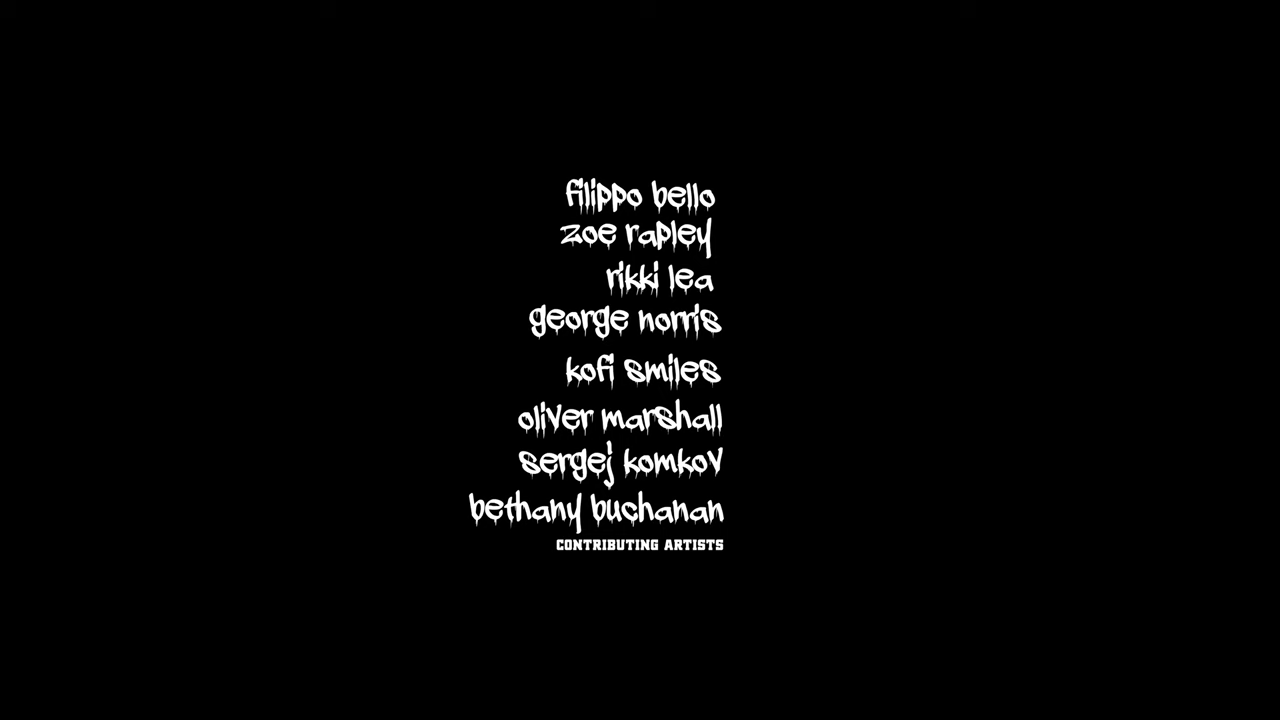 filippo bello
zoe rapley
rikki lea
george norris
kofi smiles
oliver marshall
sergej komkov
bethany buchanan
CONTRIBUTING ARTISTS